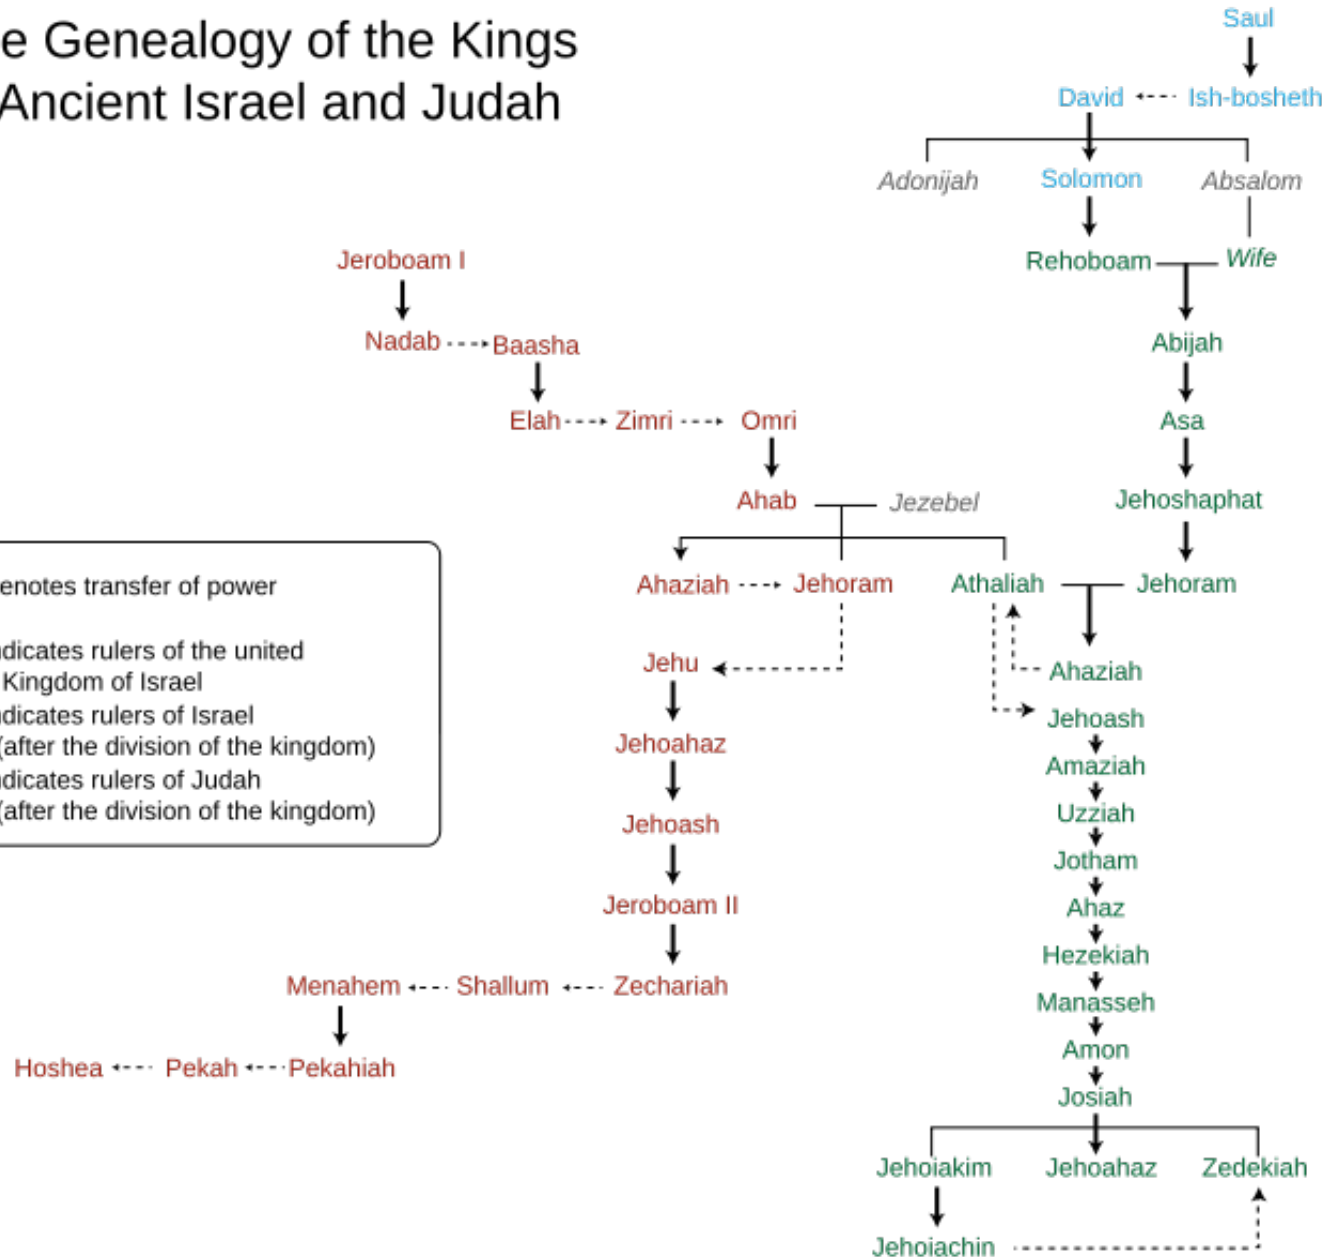 e Genealogy of the Kings
Ancient Israel and Judah
Saul
David
Ish-bosheth
Adonijah
Solomon
Absalom
Jeroboam I
Rehoboam
Wife
Nadab
Baasha
Abijah
Elah
Zimri
Omri
Asa
Ahab
Jezebel
Jehoshaphat
enotes transfer of power
Ahaziah
Jehoram
Athaliah
Jehoram
ndicates rulers of the united
Kingdom of Israel
Jehu
Ahaziah
ndicates rulers of Israel
(after the division of the kingdom)
Jehoahaz
Jehoash
ndicates rulers of Judah
(after the division of the kingdom)
Amaziah
Jehoash
Uzziah
Jotham
Jeroboam II
Ahaz
Hezekiah
Menahem
Shallum
Zechariah
Manasseh
Amon
Hoshea
Pekah
Pekahiah
Josiah
Jehoiakim
Jehoahaz
Zedekiah
Jehoiachin